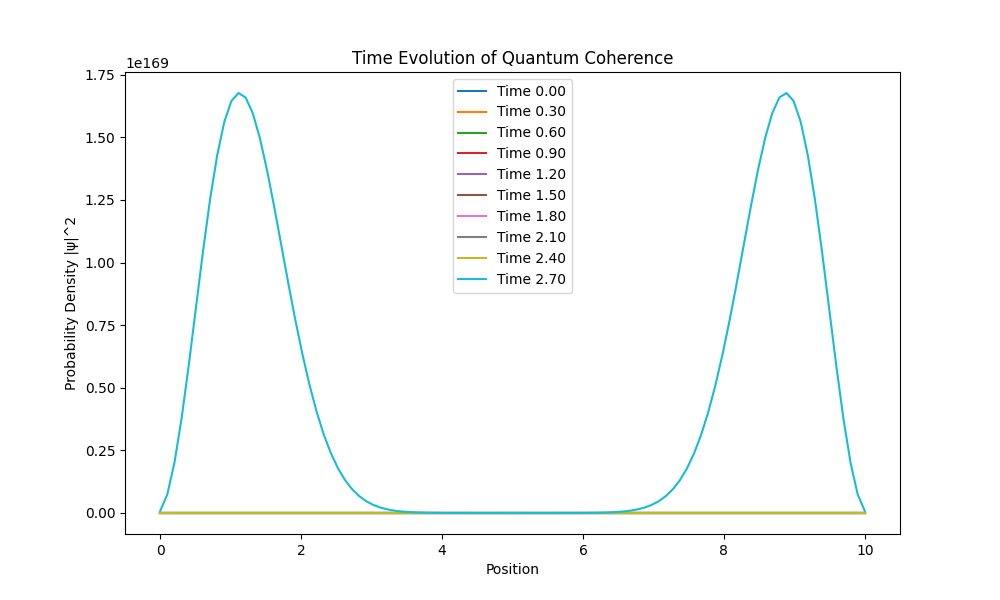 Time Evolution of Quantum Coherence
1e169
1.75
1.50
1.25
1.00
0.75
0.50
0.25
0.00
Probability Density |ψ|^2
Time 0.00
Time 0.30
Time 0.60
Time 0.90
Time 1.20
Time 1.50
Time 1.80
Time 2.10
Time 2.40
Time 2.70
0 2 4 6 8 10
Position